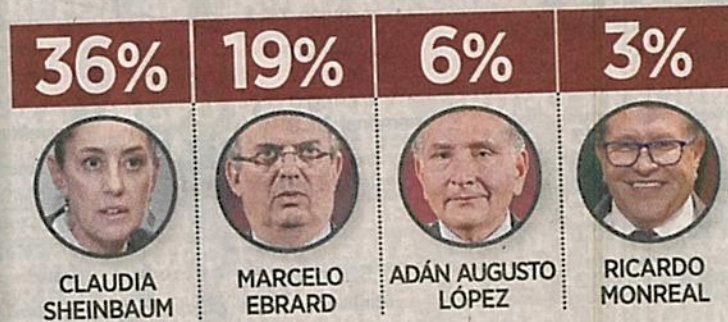 36% 19% 6% 3%
CLAUDIA
SHEINBAUM
MARCELO
EBRARD
ADÁN AUGUSTO
LÓPEZ
RICARDO
MONREAL